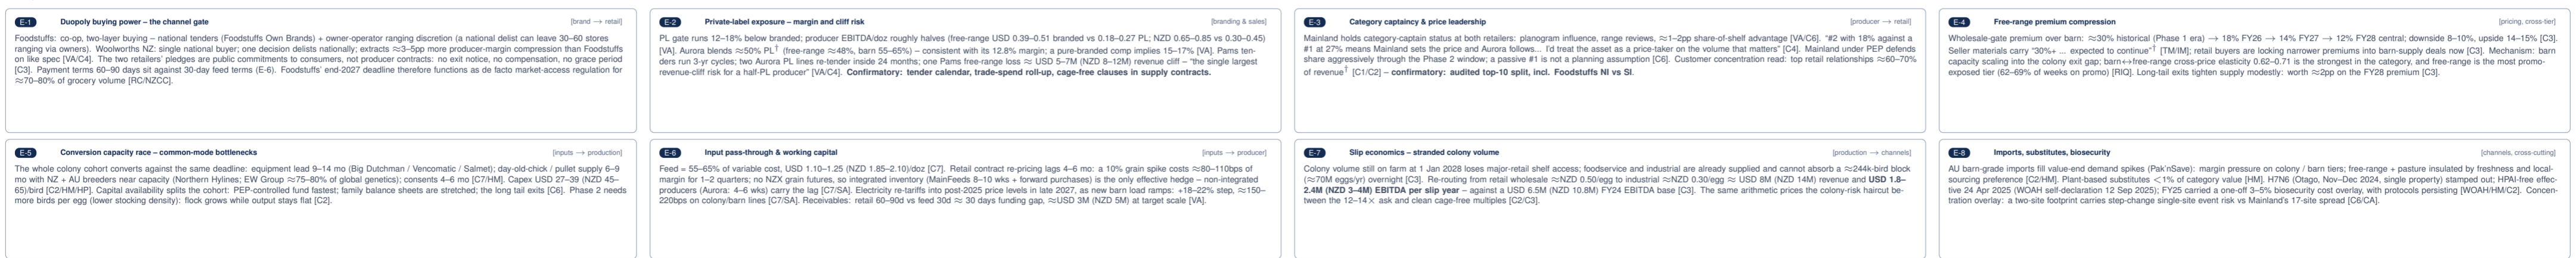 E-1 Duopoly buying power – the channel gate [brand → retail]
Foodstuffs: co-op, two-layer buying – national tenders (Foodstuffs Own Brands) + owner-operator ranging discretion (a national delist can leave 30–60 stores
ranging via owners). Woolworths NZ: single national buyer; one decision delists nationally; extracts ≈3–5pp more producer-margin compression than Foodstuffs
on like spec [VA/C4]. The two retailers' pledges are public commitments to consumers, not producer contracts: no exit notice, no compensation, no grace period
[C3]. Payment terms 60–90 days sit against 30-day feed terms (E-6). Foodstuffs' end-2027 deadline therefore functions as de facto market-access regulation for
≈70–80% of grocery volume [RC/NZCC].
E-2 Private-label exposure – margin and cliff risk [branding & sales]
PL gate runs 12–18% below branded; producer EBITDA/doz roughly halves (free-range USD 0.39–0.51 branded vs 0.18–0.27 PL; NZD 0.65–0.85 vs 0.30–0.45)
[VA]. Aurora blends ≈50% PL† (free-range ≈48%, barn 55–65%) – consistent with its 12.8% margin; a pure-branded comp implies 15–17% [VA]. Pams ten-
ders run 3-yr cycles; two Aurora PL lines re-tender inside 24 months; one Pams free-range loss ≈ USD 5–7M (NZD 8–12M) revenue cliff – "the single largest
revenue-cliff risk for a half-PL producer" [VA/C4]. Confirmatory: tender calendar, trade-spend roll-up, cage-free clauses in supply contracts.
E-3 Category captaincy & price leadership [producer → retail]
Mainland holds category-captain status at both retailers: planogram influence, range reviews, ≈1–2pp share-of-shelf advantage [VA/C6]. "#2 with 18% against a
#1 at 27% means Mainland sets the price and Aurora follows... I'd treat the asset as a price-taker on the volume that matters" [C4]. Mainland under PEP defends
share aggressively through the Phase 2 window; a passive #1 is not a planning assumption [C6]. Customer concentration read: top retail relationships ≈60–70%
of revenue† [C1/C2] – confirmatory: audited top-10 split, incl. Foodstuffs NI vs SI.
E-4 Free-range premium compression [pricing, cross-tier]
Wholesale-gate premium over barn: ≈30% historical (Phase 1 era) → 18% FY26 → 14% FY27 → 12% FY28 central; downside 8–10%, upside 14–15% [C3].
Seller materials carry "30%+ ... expected to continue"† [TM/IM]; retail buyers are locking narrower premiums into barn-supply deals now [C3]. Mechanism: barn
capacity scaling into the colony exit gap; barn↔free-range cross-price elasticity 0.62–0.71 is the strongest in the category, and free-range is the most promo-
exposed tier (62–69% of weeks on promo) [RIQ]. Long-tail exits tighten supply modestly: worth ≈2pp on the FY28 premium [C3].
E-5 Conversion capacity race – common-mode bottlenecks [inputs → production]
The whole colony cohort converts against the same deadline: equipment lead 9–14 mo (Big Dutchman / Vencomatic / Salmet); day-old-chick / pullet supply 6–9
mo with NZ + AU breeders near capacity (Northern Hylines; EW Group ≈75–80% of global genetics); consents 4–6 mo [C7/HM]. Capex USD 27–39 (NZD 45–
65)/bird [C2/HM/HP]. Capital availability splits the cohort: PEP-controlled fund fastest; family balance sheets are stretched; the long tail exits [C6]. Phase 2 needs
more birds per egg (lower stocking density): flock grows while output stays flat [C2].
E-6 Input pass-through & working capital [inputs → producer]
Feed = 55–65% of variable cost, USD 1.10–1.25 (NZD 1.85–2.10)/doz [C7]. Retail contract re-pricing lags 4–6 mo: a 10% grain spike costs ≈80–110bps of
margin for 1–2 quarters; no NZX grain futures, so integrated inventory (MainFeeds 8–10 wks + forward purchases) is the only effective hedge – non-integrated
producers (Aurora: 4–6 wks) carry the lag [C7/SA]. Electricity re-tariffs into post-2025 price levels in late 2027, as new barn load ramps: +18–22% step, ≈150–
220bps on colony/barn lines [C7/SA]. Receivables: retail 60–90d vs feed 30d ≈ 30 days funding gap, ≈USD 3M (NZD 5M) at target scale [VA].
E-7 Slip economics – stranded colony volume [production → channels]
Colony volume still on farm at 1 Jan 2028 loses major-retail shelf access; foodservice and industrial are already supplied and cannot absorb a ≈244k-bird block
(≈70M eggs/yr) overnight [C3]. Re-routing from retail wholesale ≈NZD 0.50/egg to industrial ≈NZD 0.30/egg ≈ USD 8M (NZD 14M) revenue and USD 1.8–
2.4M (NZD 3–4M) EBITDA per slip year – against a USD 6.5M (NZD 10.8M) FY24 EBITDA base [C3]. The same arithmetic prices the colony-risk haircut be-
tween the 12–14× ask and clean cage-free multiples [C2/C3].
E-8 Imports, substitutes, biosecurity [channels, cross-cutting]
AU barn-grade imports fill value-end demand spikes (Pak'nSave): margin pressure on colony / barn tiers; free-range + pasture insulated by freshness and local-
sourcing preference [C2/HM]. Plant-based substitutes <1% of category value [HM]. H7N6 (Otago, Nov–Dec 2024, single property) stamped out; HPAI-free effec-
tive 24 Apr 2025 (WOAH self-declaration 12 Sep 2025); FY25 carried a one-off 3–5% biosecurity cost overlay, with protocols persisting [WOAH/HM/C2]. Concen-
tration overlay: a two-site footprint carries step-change single-site event risk vs Mainland's 17-site spread [C6/CA].